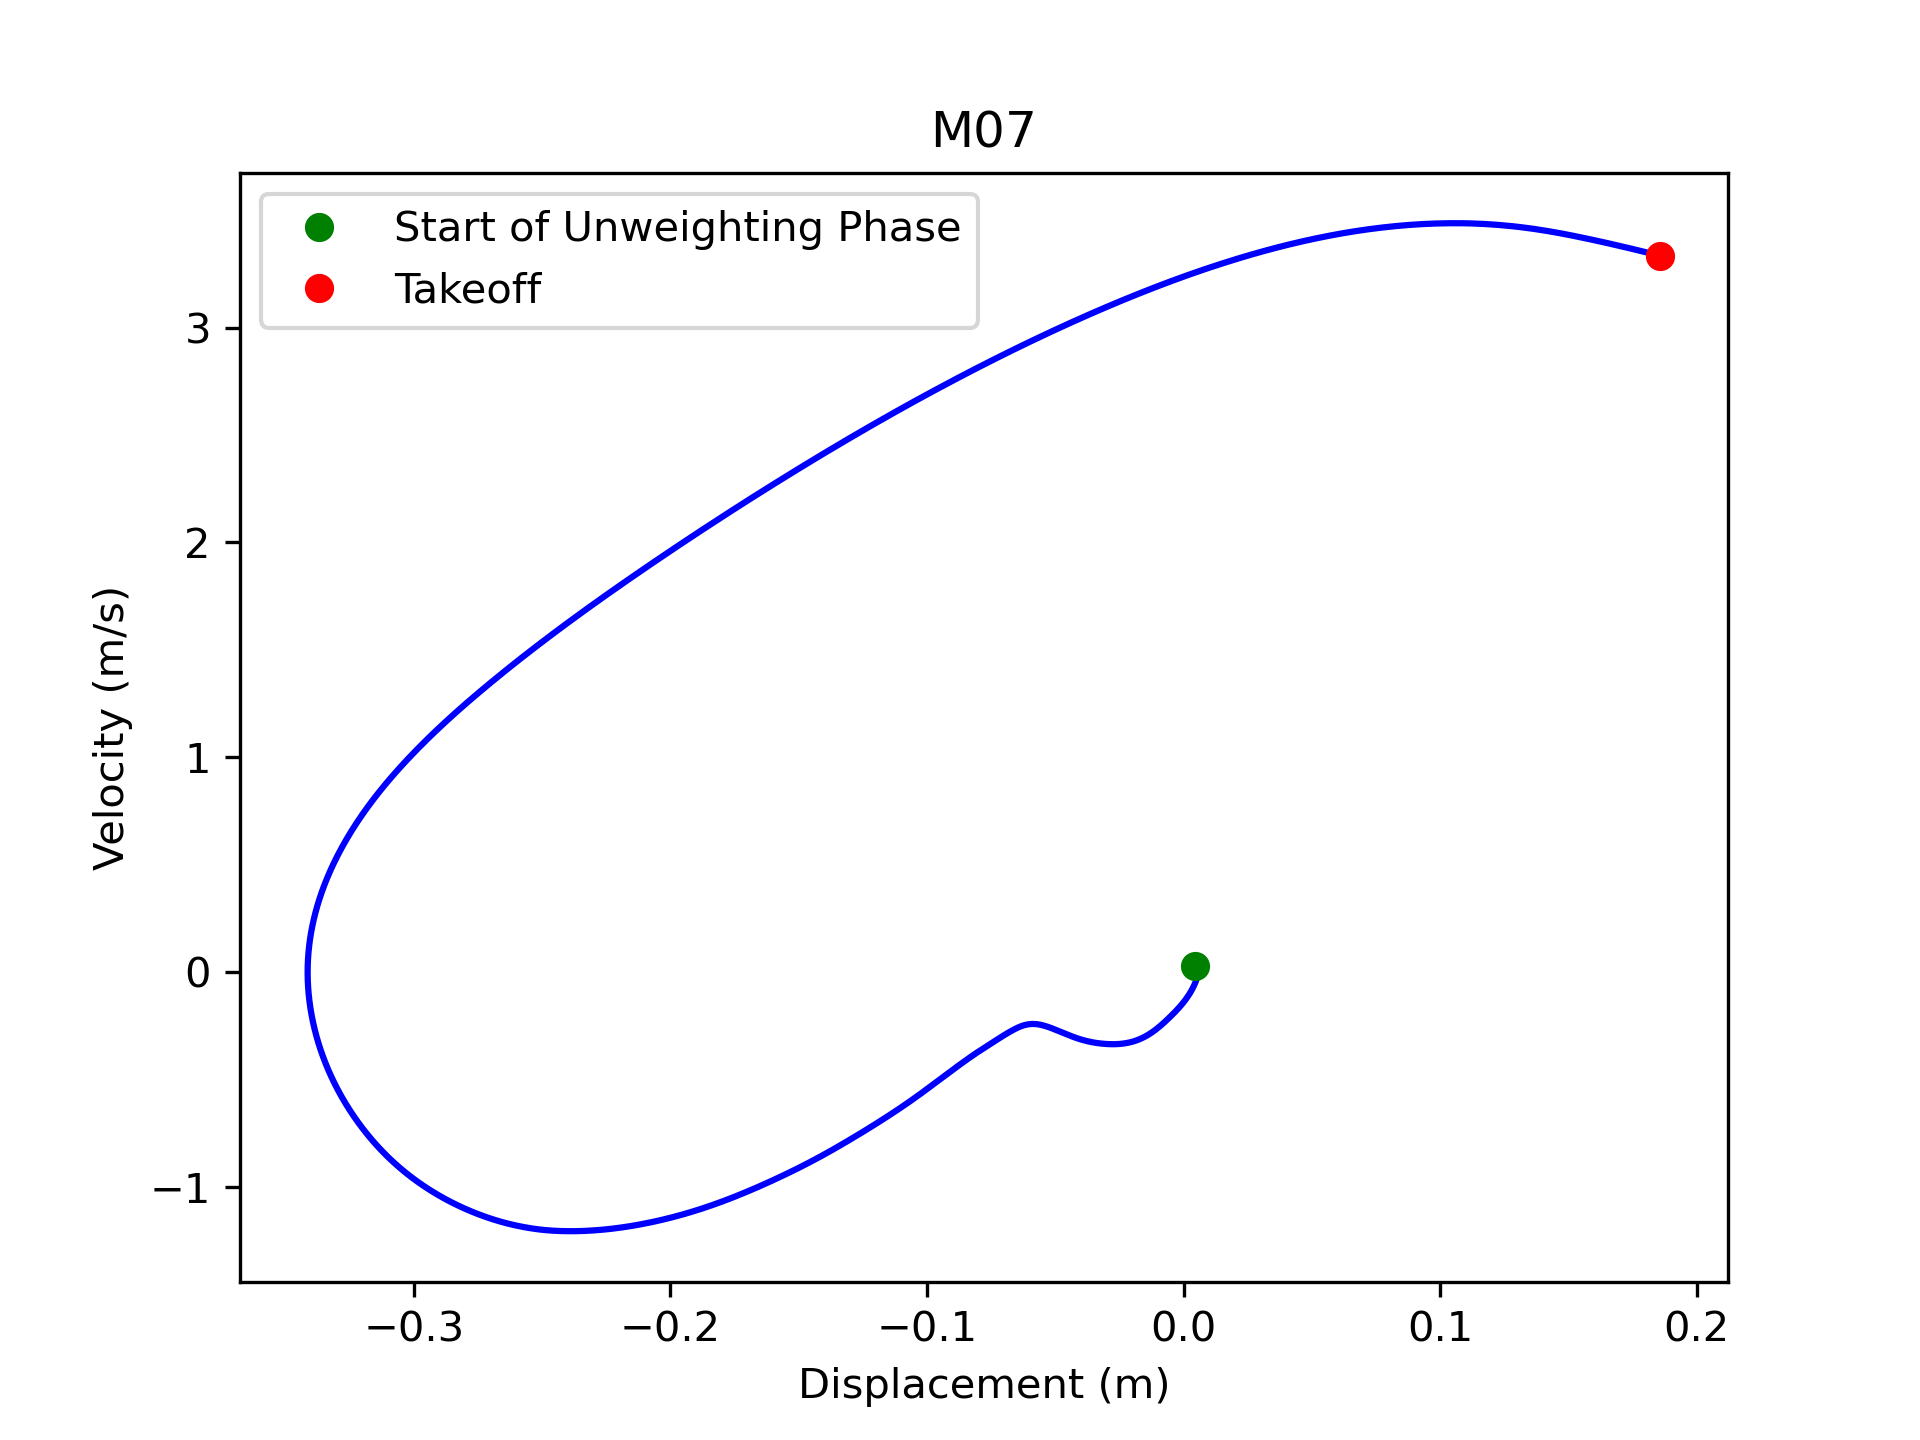 M07
Start of Unweighting Phase
Takeoff
3
2
1
0
−1
Velocity (m/s)
−0.3 −0.2 −0.1 0.0 0.1 0.2
Displacement (m)